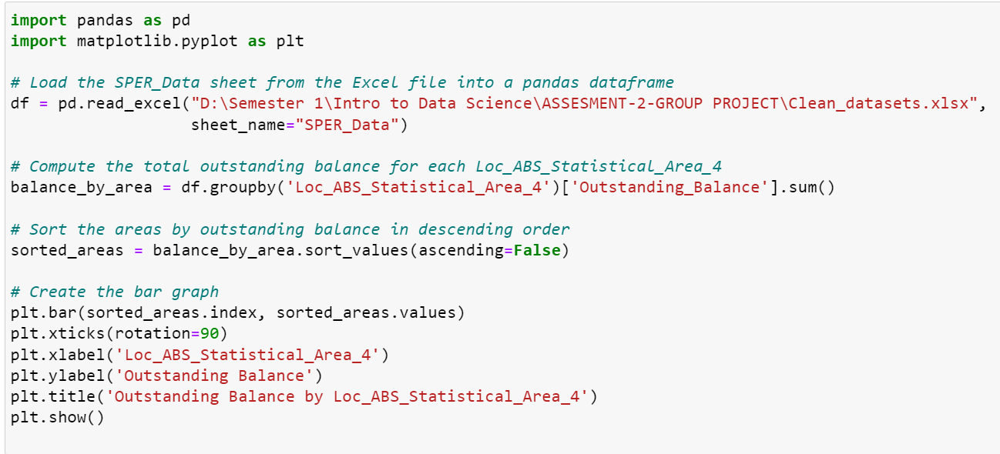 import pandas as pd
import matplotlib.pyplot as plt

# Load the SPER_Data sheet from the Excel file into a pandas dataframe
df = pd.read_excel("D:\Semester 1\Intro to Data Science\ASSESMENT-2-GROUP PROJECT\Clean_datasets.xlsx",
                   sheet_name="SPER_Data")

# Compute the total outstanding balance for each Loc_ABS_Statistical_Area_4
balance_by_area = df.groupby('Loc_ABS_Statistical_Area_4')['Outstanding_Balance'].sum()

# Sort the areas by outstanding balance in descending order
sorted_areas = balance_by_area.sort_values(ascending=False)

# Create the bar graph
plt.bar(sorted_areas.index, sorted_areas.values)
plt.xticks(rotation=90)
plt.xlabel('Loc_ABS_Statistical_Area_4')
plt.ylabel('Outstanding Balance')
plt.title('Outstanding Balance by Loc_ABS_Statistical_Area_4')
plt.show()